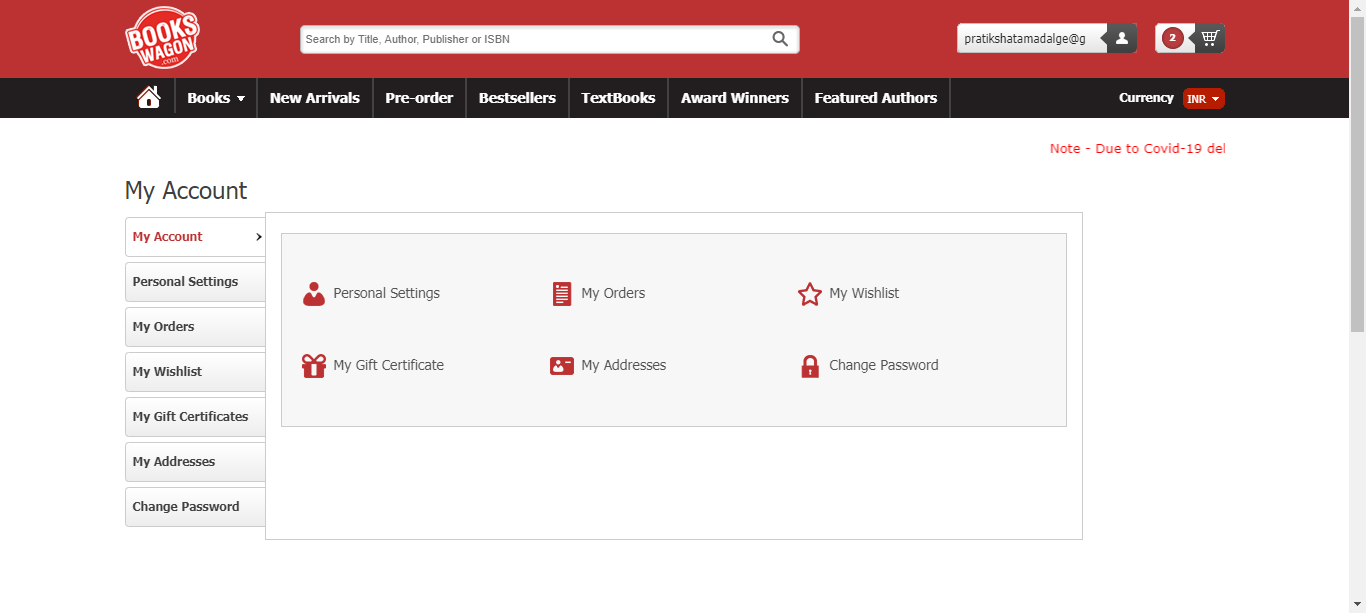 BOOKS
WAGON
.com
Search by Title, Author, Publisher or ISBN
pratikshatamadalge@g
2
Books
New Arrivals
Pre-order
Bestsellers
TextBooks
Award Winners
Featured Authors
Currency
INR
Note - Due to Covid-19 del
My Account
My Account
Personal Settings
My Orders
My Wishlist
My Gift Certificates
My Addresses
Change Password
Personal Settings
My Orders
My Wishlist
My Gift Certificate
My Addresses
Change Password